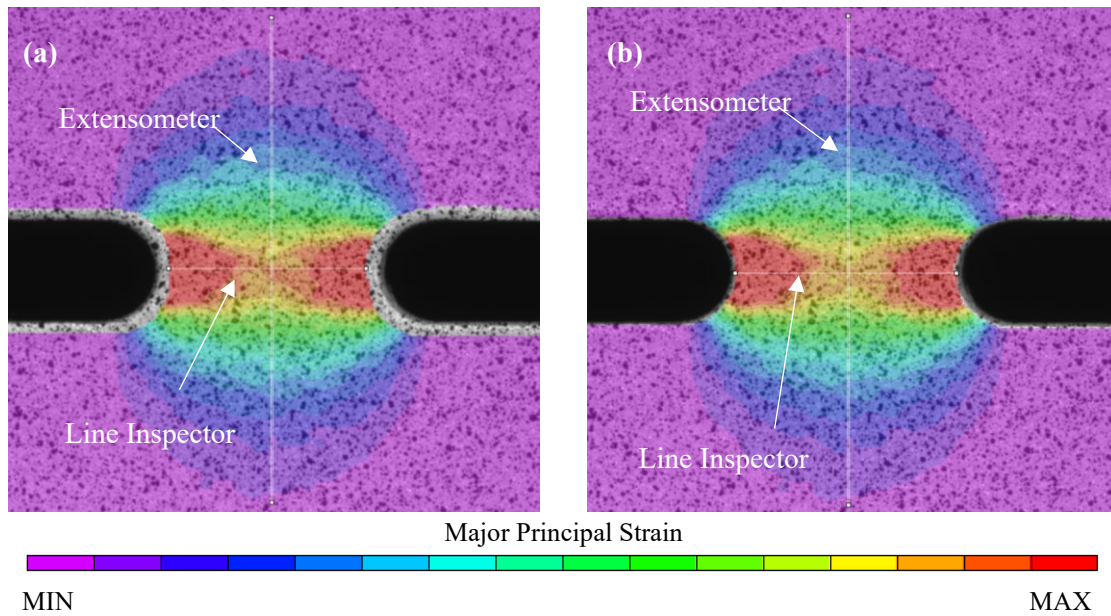 (a)
Extensometer
Line Inspector
(b)
Extensometer
Line Inspector
Major Principal Strain
MIN
MAX